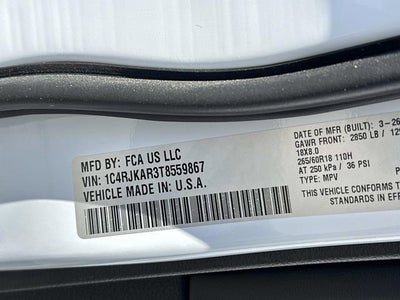 MFD BY: FCA US LLC
VIN: 1C4RJKAR3T8559867
VEHICLE MADE IN U.S.A.
DATE OF MFR (BUILT): 3-26
GAWR FRONT: 2850 LB / 129
18X8.0
265/60R18 110H
AT 250 kPa / 36 PSI
TYPE: MPV
THIS VEHICLE CONFORMS T
STANDARDS IN EFF